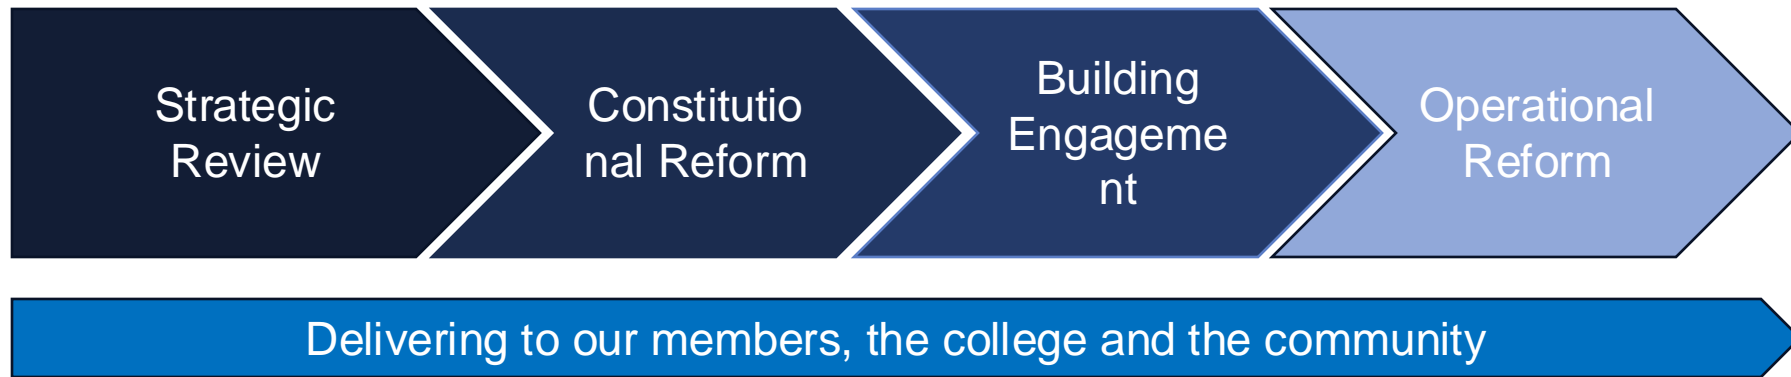 Strategic
Review
Constitutio
nal Reform
Building
Engageme
nt
Operational
Reform
Delivering to our members, the college and the community